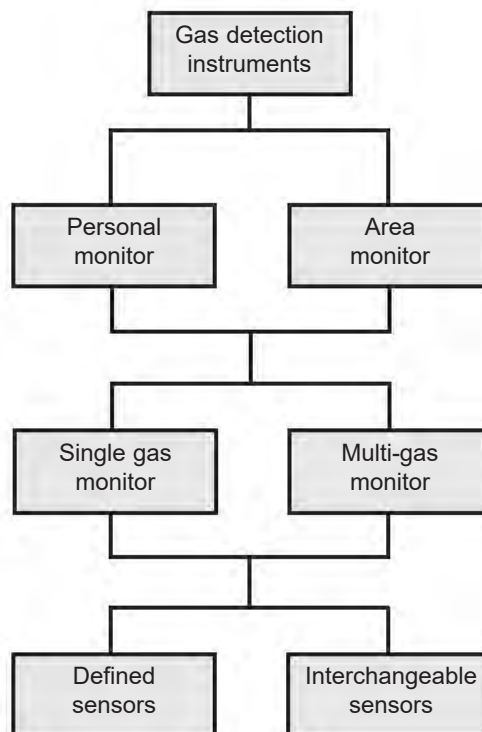 Gas detection
instruments
Personal
monitor
Area
monitor
Single gas
monitor
Multi-gas
monitor
Defined
sensors
Interchangeable
sensors